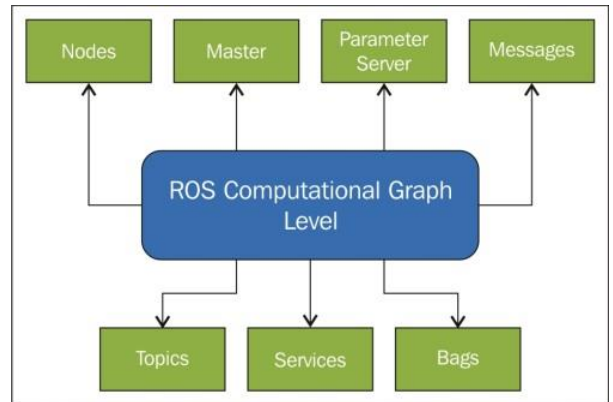 Nodes
Master
Parameter
Server
Messages
ROS Computational Graph
Level
Topics
Services
Bags